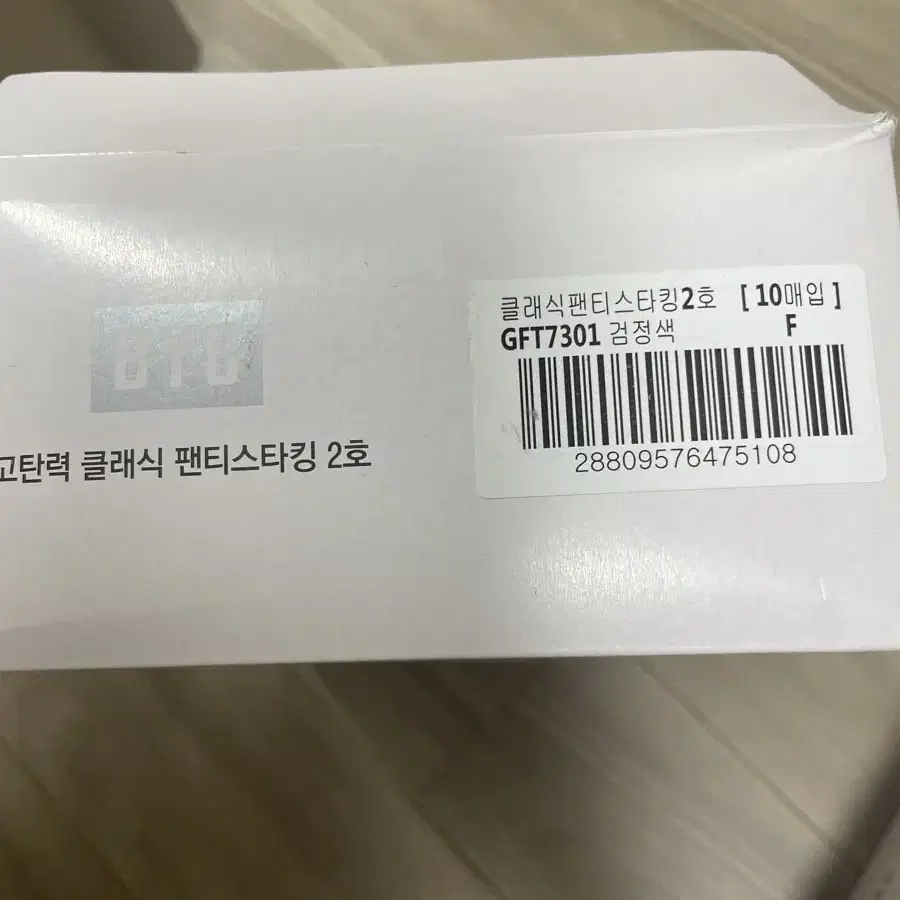 고탄력 클래식 팬티스타킹 2호
클래식팬티스타킹2호 [ 10매입 ]
GFT7301 검정색 F
28809576475108